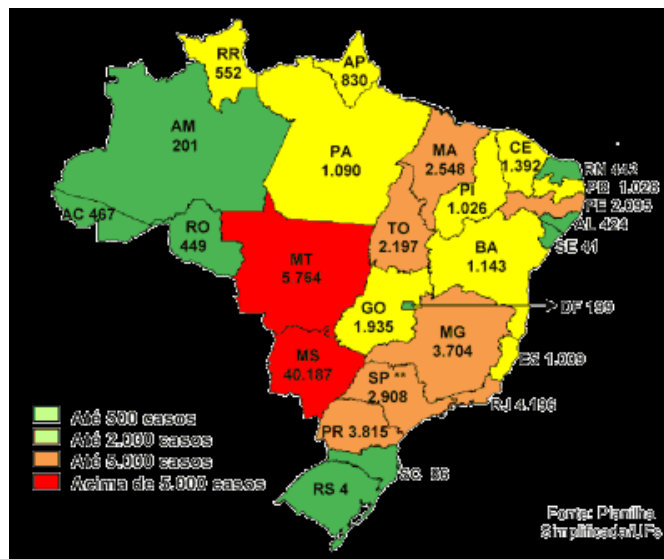 RR
552
AP
830
AM
201
PA
1.090
MA
2.548
CE
1.392
RN 442
PB 1.026
PE 2.095
AL 424
SE 41
PI
1.026
AC 467
RO
449
TO
2.197
BA
1.143
MT
5.764
GO
1.935
DF 199
MG
3.704
ES 1.039
MS
40.187
SP **
2.908
RJ 4.196
PR 3.815
SC
RS 4
Até 500 casos
Até 2.000 casos
Até 5.000 casos
Acima de 5.000 casos
Fonte: Planilha
Simplificada/UFs